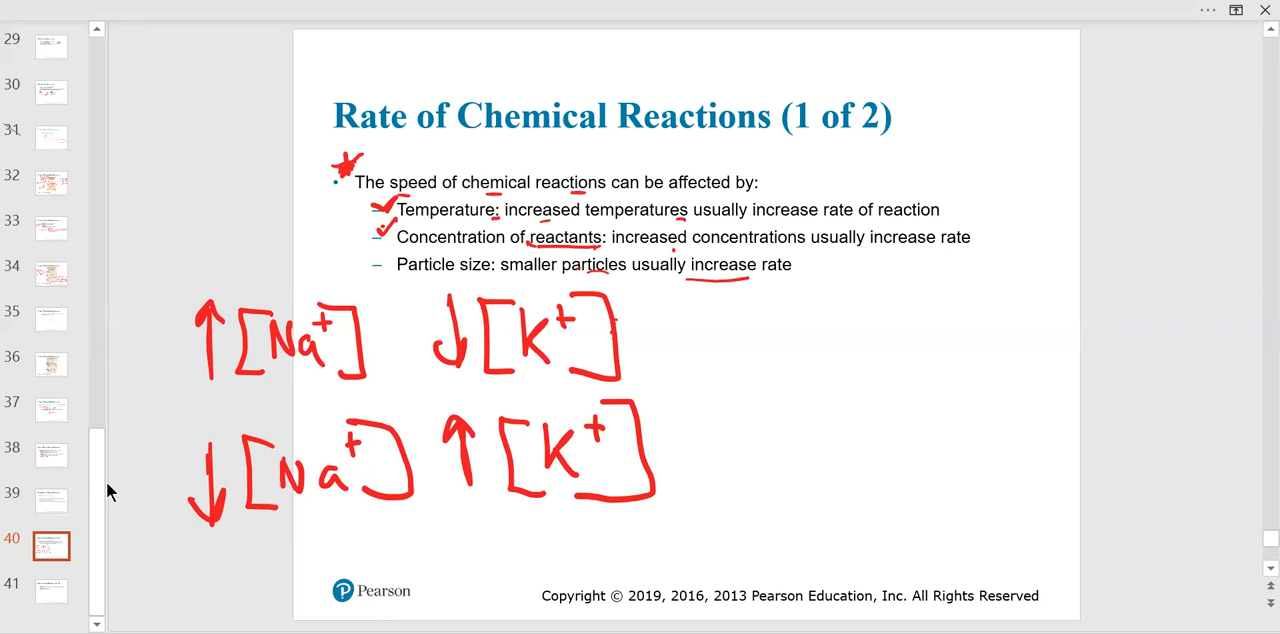 29
30
31
32
33
34
35
36
37
38
39
40
41
Rate of Chemical Reactions (1 of 2)
• The speed of chemical reactions can be affected by:
– Temperature: increased temperatures usually increase rate of reaction
– Concentration of reactants: increased concentrations usually increase rate
– Particle size: smaller particles usually increase rate
↑ [Na+] ↓ [K+]
↓ [Na+] ↑ [K+]
Pearson
Copyright © 2019, 2016, 2013 Pearson Education, Inc. All Rights Reserved